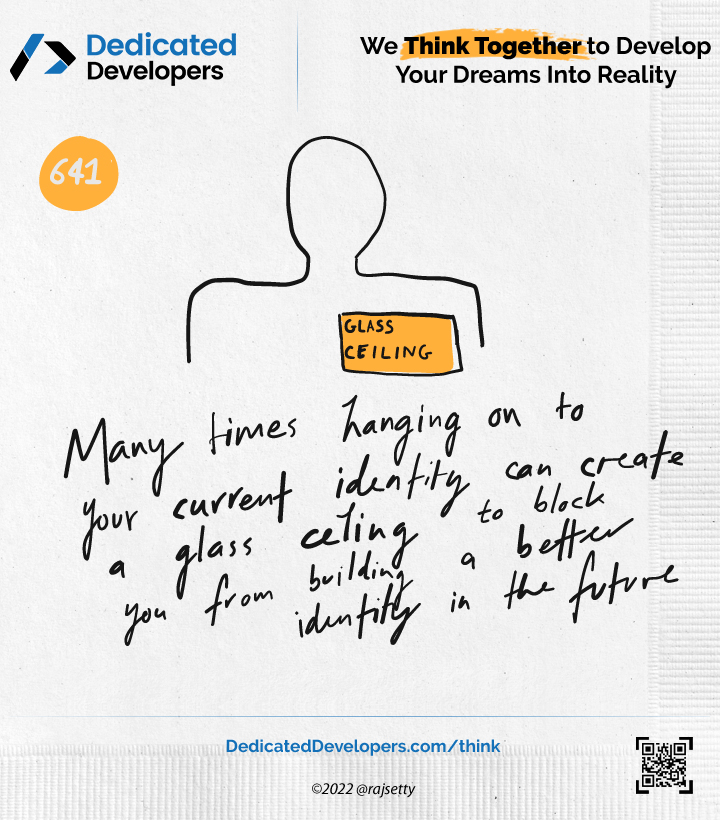 Dedicated
Developers
We Think Together to Develop
Your Dreams Into Reality
641
GLASS
CEILING
Many times hanging on to
your current identity can create
a glass celing to block
you from building a better
identity in the future
DedicatedDevelopers.com/think
©2022 @rajsetty